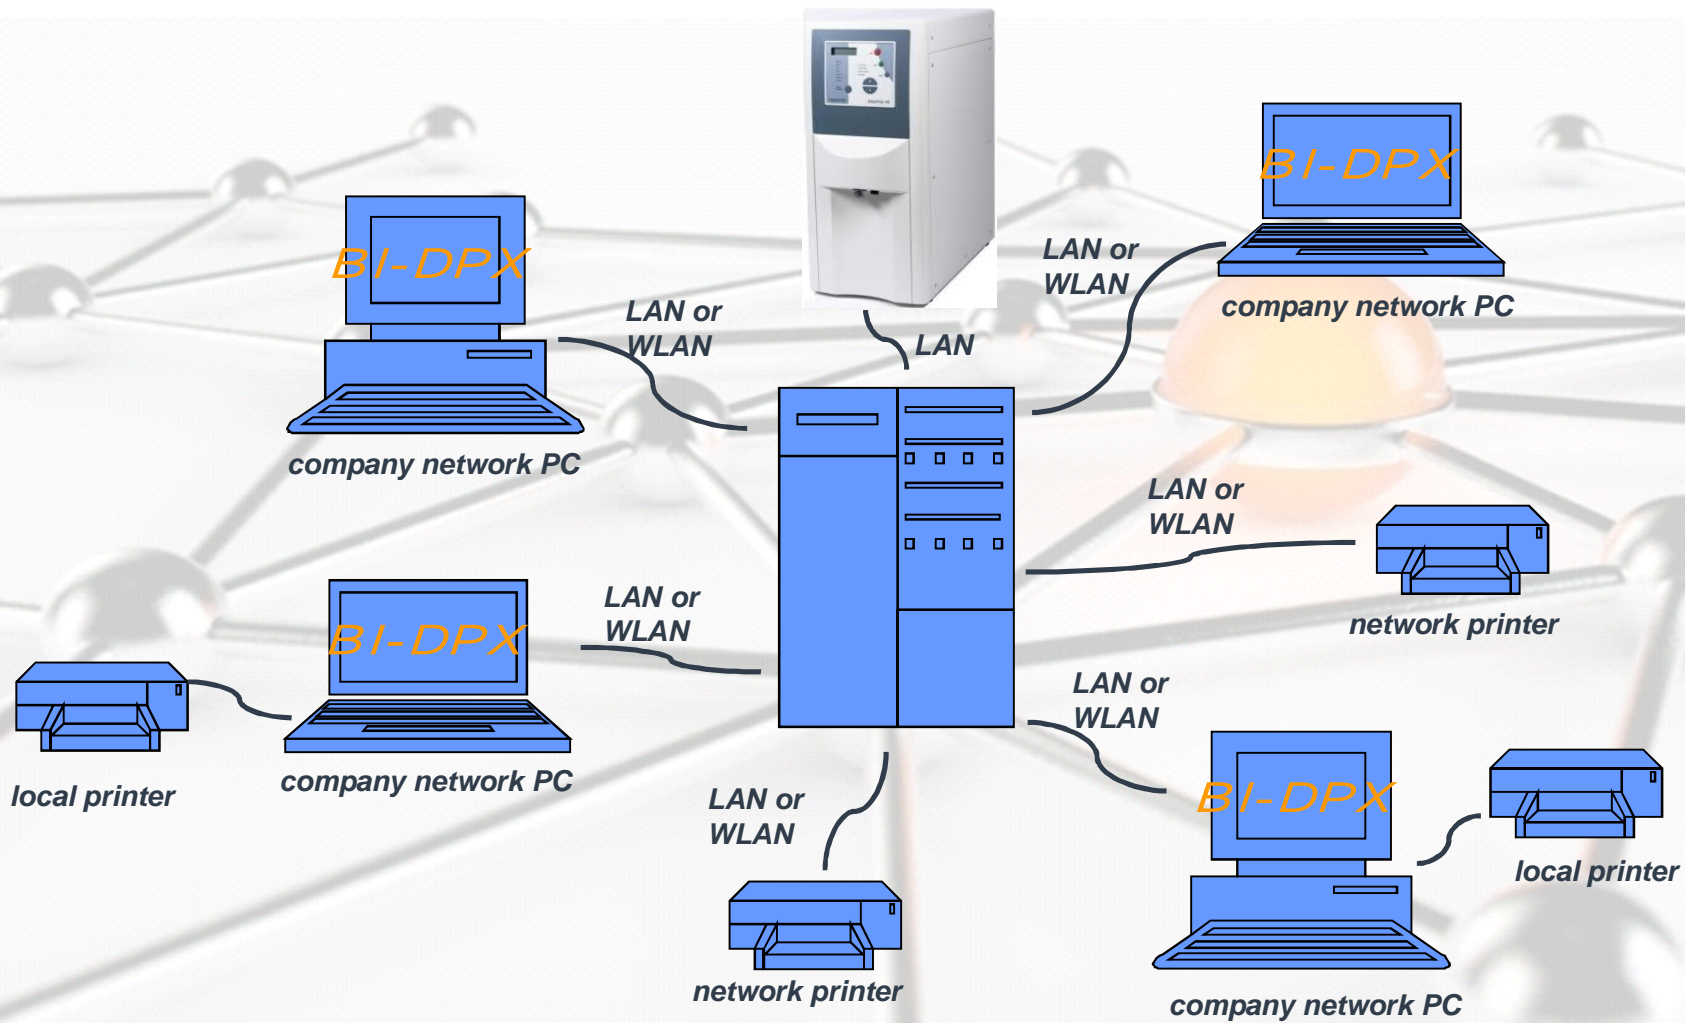 BI-DPX
LAN or
WLAN
company network PC
BI-DPX
LAN or
WLAN
company network PC
LAN
LAN or
WLAN
network printer
BI-DPX
LAN or
WLAN
company network PC
local printer
LAN or
WLAN
network printer
LAN or
WLAN
BI-DPX
company network PC
local printer